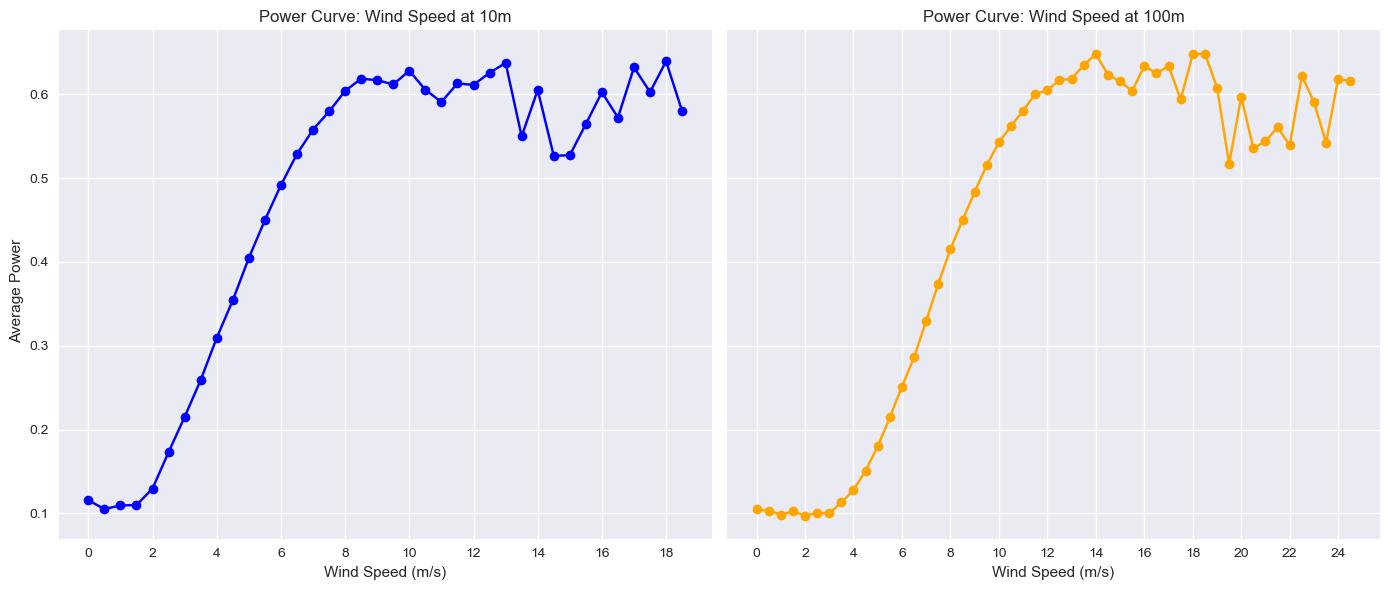 Power Curve: Wind Speed at 10m
Average Power
0.6
0.5
0.4
0.3
0.2
0.1
0 2 4 6 8 10 12 14 16 18
Wind Speed (m/s)
Power Curve: Wind Speed at 100m
0 2 4 6 8 10 12 14 16 18 20 22 24
Wind Speed (m/s)